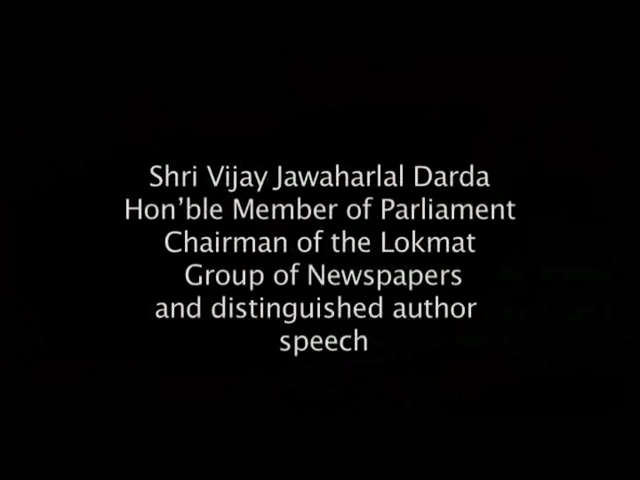 Shri Vijay Jawaharlal Darda
Hon’ble Member of Parliament
Chairman of the Lokmat
Group of Newspapers
and distinguished author
speech